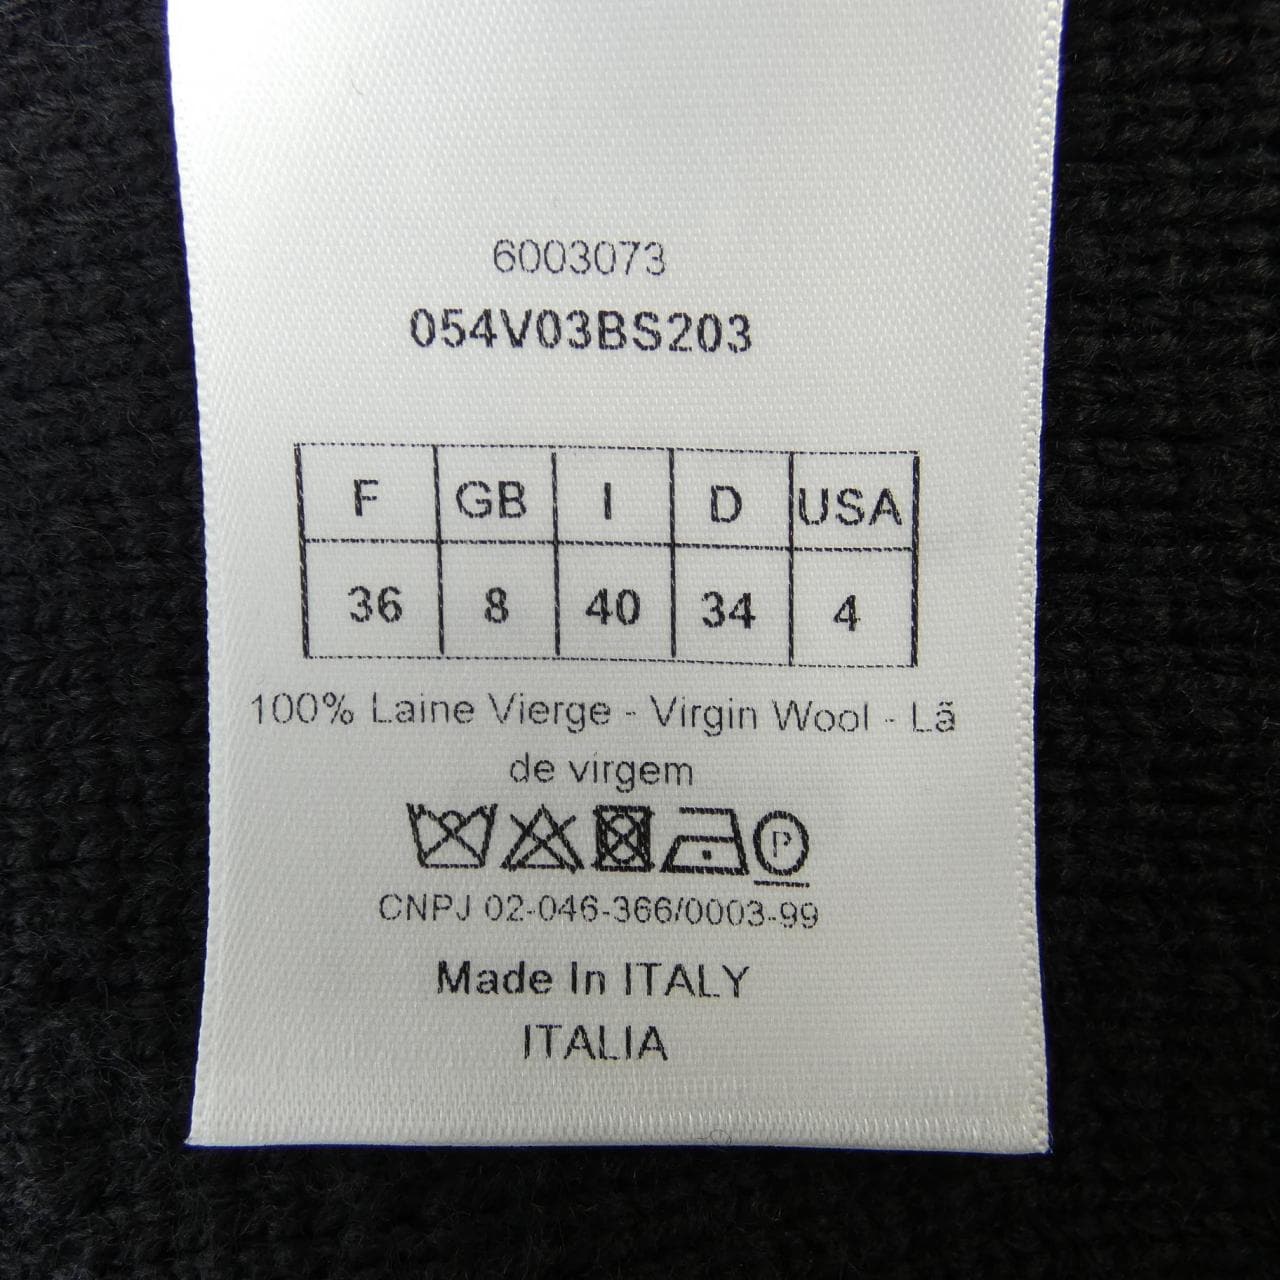 6003073
054V03BS203
F GB I D USA
36 8 40 34 4
100% Laine Vierge - Virgin Wool - Lã
de virgem
P
CNPJ 02-046-366/0003-99
Made In ITALY
ITALIA